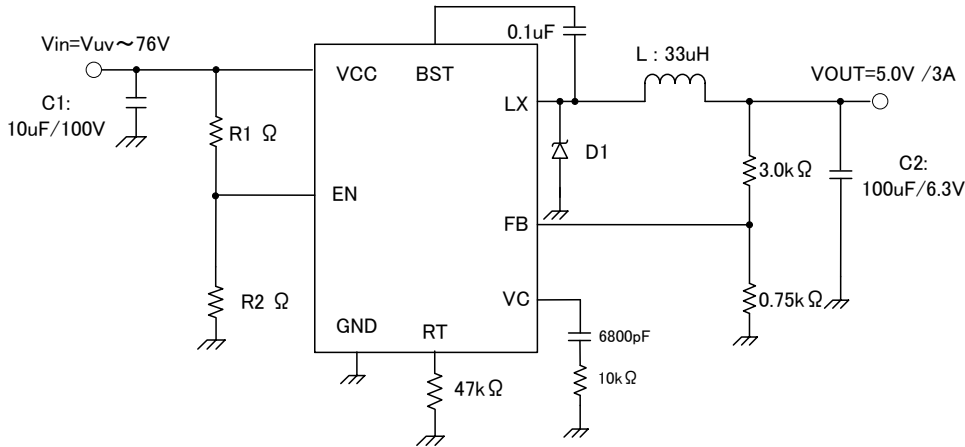 Vin=Vuv～76V
C1:
10uF/100V
R1 Ω
R2 Ω
VCC
BST
LX
EN
FB
VC
GND
RT
0.1uF
L : 33uH
VOUT=5.0V /3A
D1
3.0kΩ
C2:
100uF/6.3V
0.75kΩ
6800pF
10kΩ
47kΩ